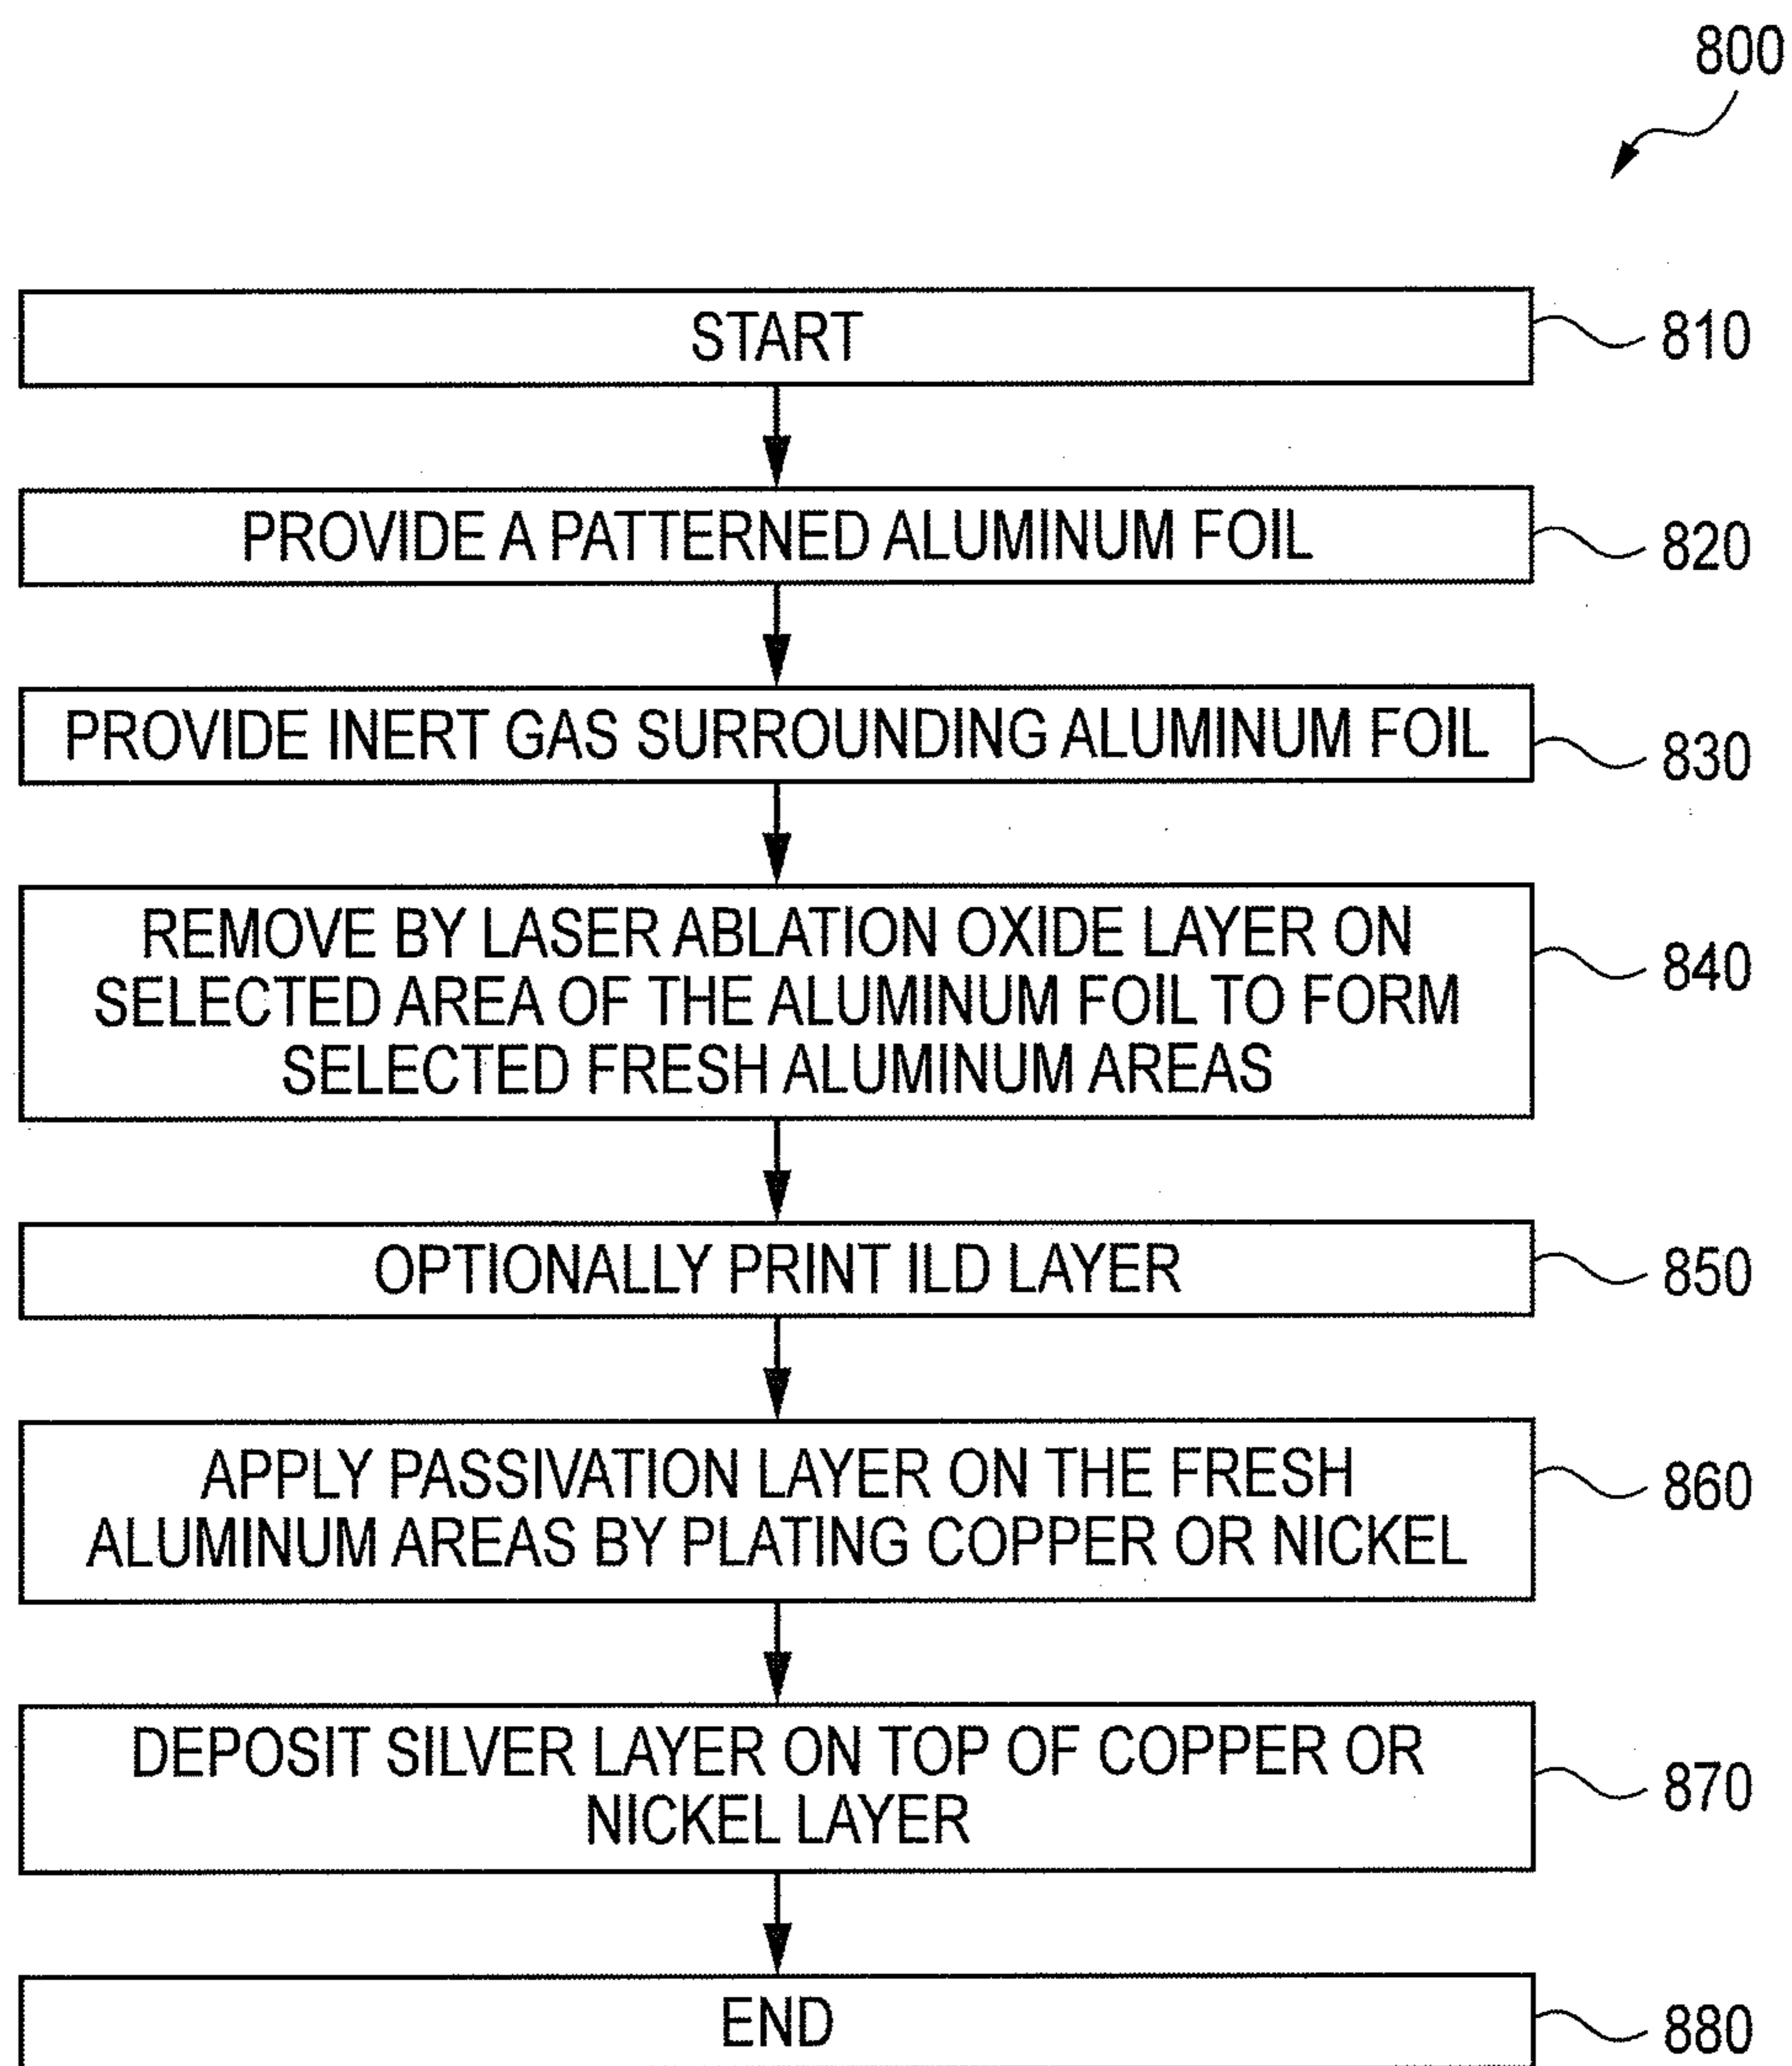 800
START
810
PROVIDE A PATTERNED ALUMINUM FOIL
820
PROVIDE INERT GAS SURROUNDING ALUMINUM FOIL
830
REMOVE BY LASER ABLATION OXIDE LAYER ON
SELECTED AREA OF THE ALUMINUM FOIL TO FORM
SELECTED FRESH ALUMINUM AREAS
840
OPTIONALLY PRINT ILD LAYER
850
APPLY PASSIVATION LAYER ON THE FRESH
ALUMINUM AREAS BY PLATING COPPER OR NICKEL
860
DEPOSIT SILVER LAYER ON TOP OF COPPER OR
NICKEL LAYER
870
END
880